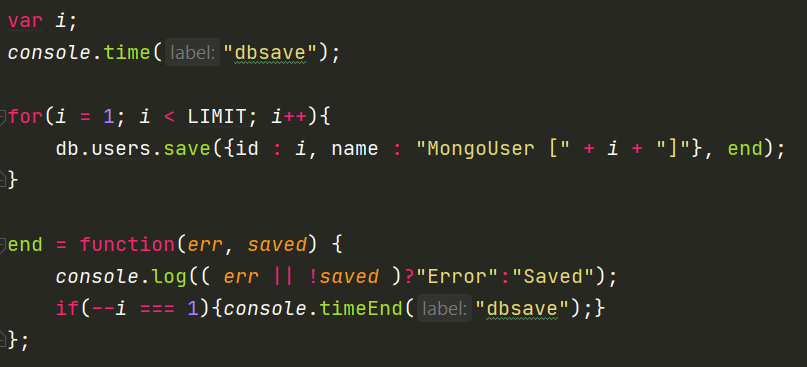 var i;
console.time( label: "dbsave");
for(i = 1; i < LIMIT; i++){
db.users.save({id : i, name : "MongoUser [" + i + "]"}, end);
}
end = function(err, saved) {
console.log(( err || !saved )?"Error":"Saved");
if(--i === 1){console.timeEnd( label: "dbsave");}
};